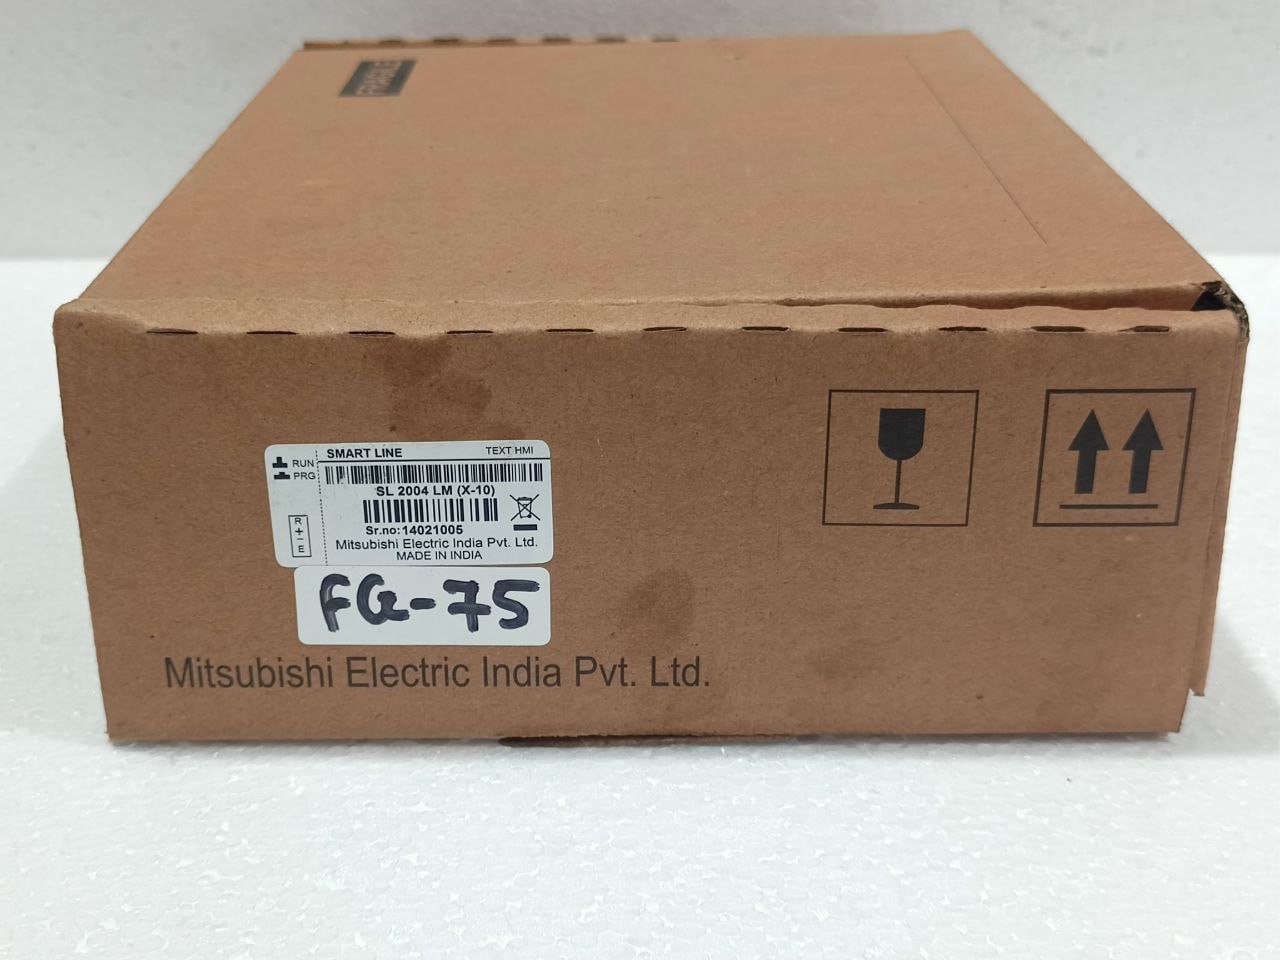 FRAGILE
SMART LINE TEXT HMI
RUN
PRG
SL 2004 LM (X-10)
Sr.no:14021005
R
+
-
E
Mitsubishi Electric India Pvt. Ltd.
MADE IN INDIA
FG-75
Mitsubishi Electric India Pvt. Ltd.